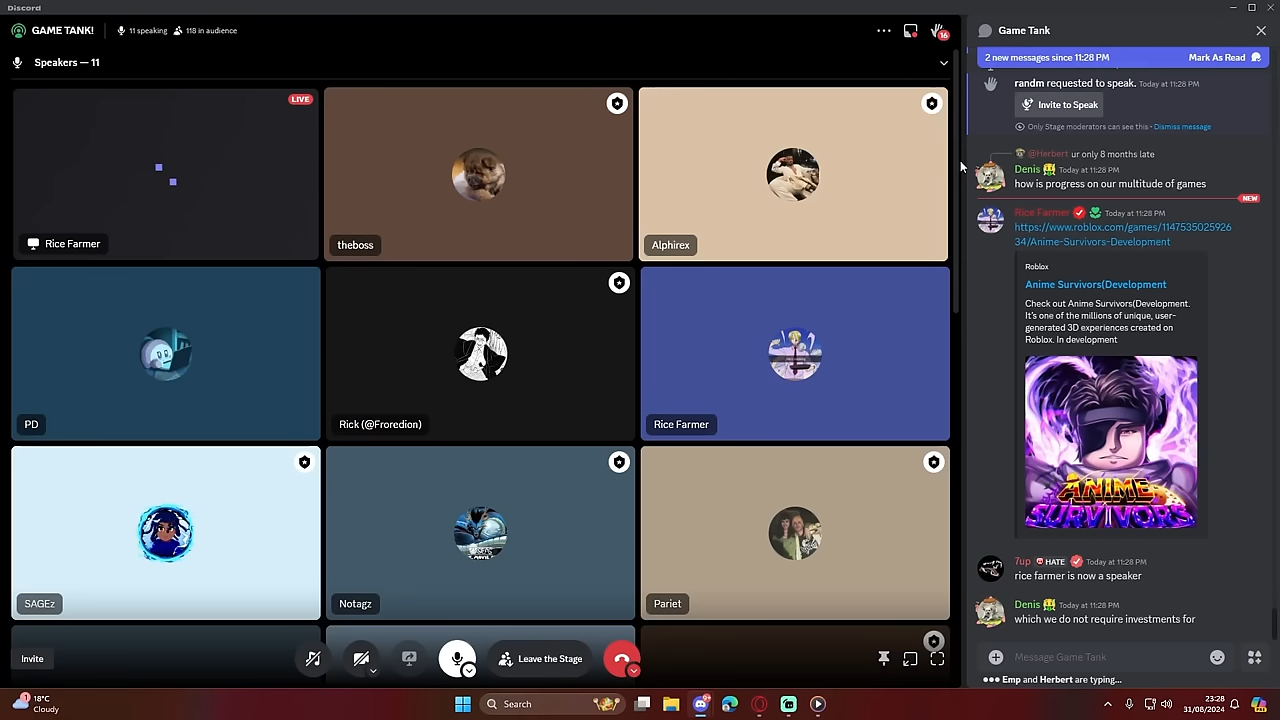 Discord
GAME TANK!
11 speaking
118 in audience
16
Speakers — 11
LIVE
Rice Farmer
theboss
Alphirex
PD
Rick (@Froredion)
Rice Farmer
SAGEz
Notagz
Pariet
Invite
Leave the Stage
Game Tank
2 new messages since 11:28 PM
Mark As Read
randm requested to speak. Today at 11:28 PM
Invite to Speak
Only Stage moderators can see this • Dismiss message
@Herbert ur only 8 months late
Denis Today at 11:28 PM
how is progress on our multitude of games
NEW
Rice Farmer Today at 11:28 PM
https://www.roblox.com/games/1147535025926
34/Anime-Survivors-Development
Roblox
Anime Survivors(Development
Check out Anime Survivors(Development.
It's one of the millions of unique, user-
generated 3D experiences created on
Roblox. In development
ANIME
SURVIVORS
7up HATE Today at 11:28 PM
rice farmer is now a speaker
Denis Today at 11:28 PM
which we do not require investments for
Message Game Tank
Emp and Herbert are typing...
18°C
Cloudy
Search
23:28
31/08/2024